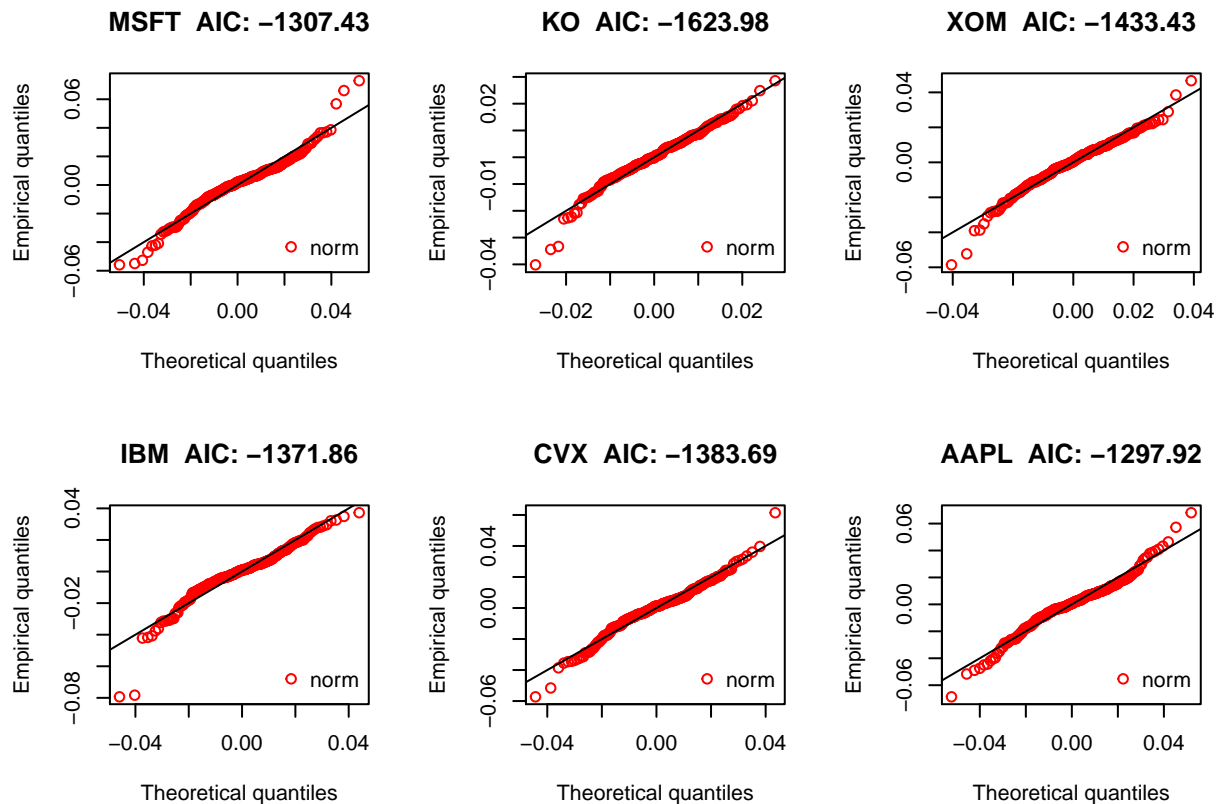 MSFT AIC: −1307.43
Empirical quantiles
0.06
0.00
−0.06
norm
−0.04
0.00
0.04
Theoretical quantiles
KO AIC: −1623.98
Empirical quantiles
0.02
−0.01
−0.04
norm
−0.02
0.00
0.02
Theoretical quantiles
XOM AIC: −1433.43
Empirical quantiles
0.04
0.00
−0.06
norm
−0.04
0.00
0.02
0.04
Theoretical quantiles
IBM AIC: −1371.86
Empirical quantiles
0.04
−0.02
−0.08
norm
−0.04
0.00
0.04
Theoretical quantiles
CVX AIC: −1383.69
Empirical quantiles
0.04
0.00
−0.06
norm
−0.04
0.00
0.04
Theoretical quantiles
AAPL AIC: −1297.92
Empirical quantiles
0.06
0.00
−0.06
norm
−0.04
0.00
0.04
Theoretical quantiles